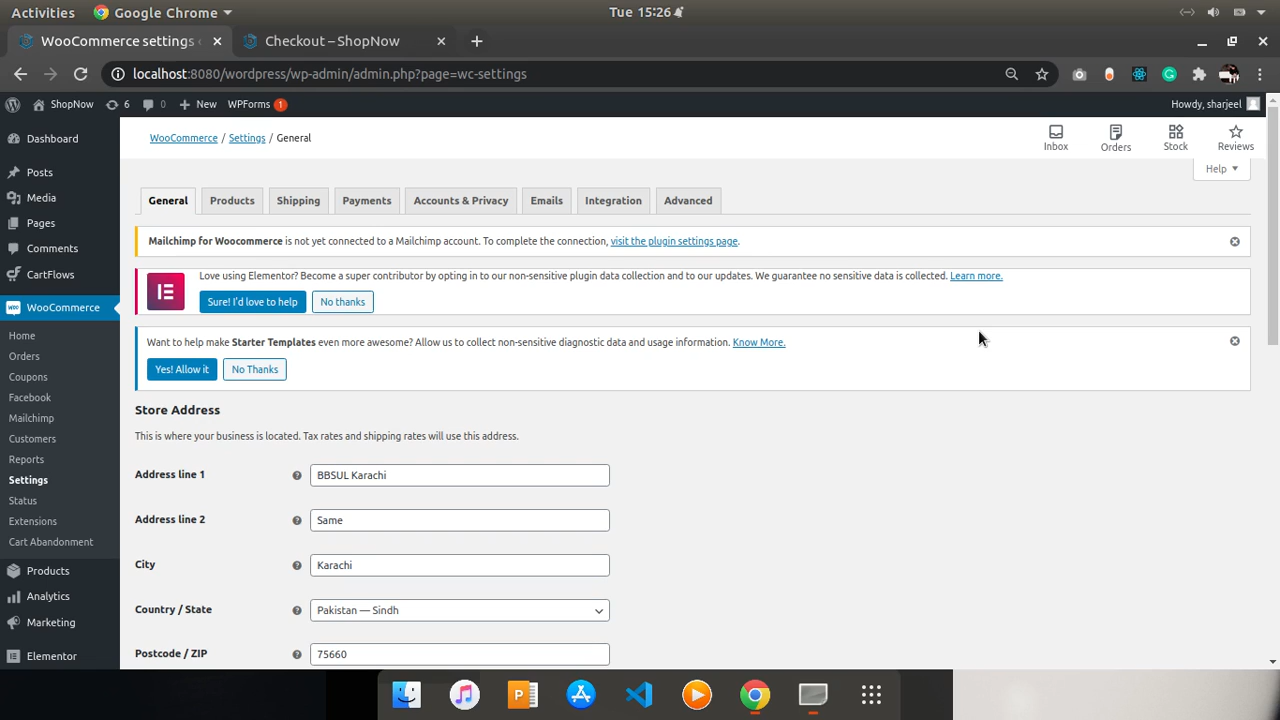 Activities Google Chrome Tue 15:26
WooCommerce settings Checkout – ShopNow
localhost:8080/wordpress/wp-admin/admin.php?page=wc-settings
ShopNow 6 0 New WPForms 1 Howdy, sharjeel
Dashboard
Posts
Media
Pages
Comments
CartFlows
WooCommerce
Home
Orders
Coupons
Facebook
Mailchimp
Customers
Reports
Settings
Status
Extensions
Cart Abandonment
Products
Analytics
Marketing
Elementor
WooCommerce / Settings / General
Inbox Orders Stock Reviews
Help
General Products Shipping Payments Accounts & Privacy Emails Integration Advanced
Mailchimp for Woocommerce is not yet connected to a Mailchimp account. To complete the connection, visit the plugin settings page.
Love using Elementor? Become a super contributor by opting in to our non-sensitive plugin data collection and to our updates. We guarantee no sensitive data is collected. Learn more.
Sure! I'd love to help No thanks
Want to help make Starter Templates even more awesome? Allow us to collect non-sensitive diagnostic data and usage information. Know More.
Yes! Allow it No Thanks
Store Address
This is where your business is located. Tax rates and shipping rates will use this address.
Address line 1 BBSUL Karachi
Address line 2 Same
City Karachi
Country / State Pakistan — Sindh
Postcode / ZIP 75660